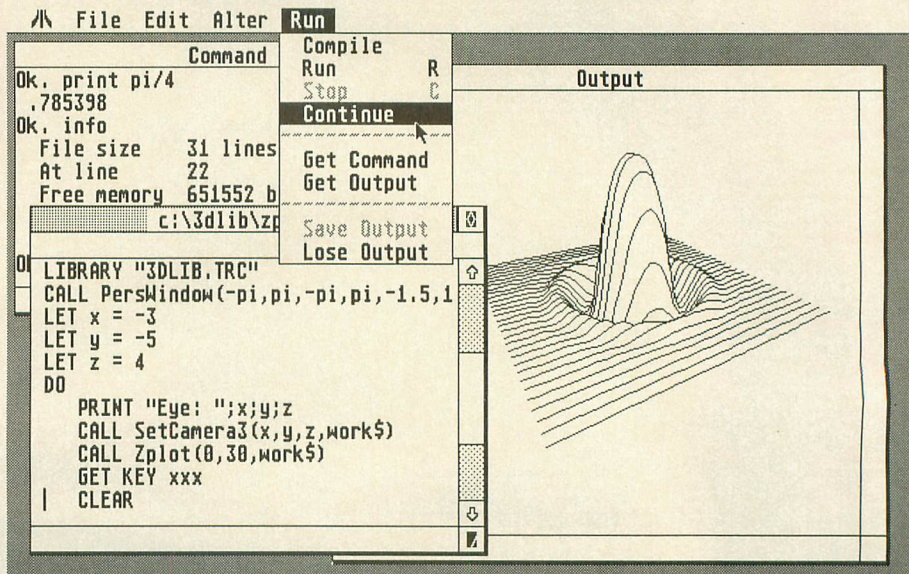 File Edit Alter Run
Command
Ok. print pi/4
.785398
Ok. info
File size 31 lines
At line 22
Free memory 651552 b
Compile
Run R
Stop C
Continue
Get Command
Get Output
Save Output
Lose Output
Output
c:\3dlib\zp
LIBRARY "3DLIB.TRC"
CALL PersWindow(-pi,pi,-pi,pi,-1.5,1
LET x = -3
LET y = -5
LET z = 4
DO
PRINT "Eye: ";x;y;z
CALL SetCamera3(x,y,z,work$)
CALL Zplot(0,30,work$)
GET KEY xxx
CLEAR